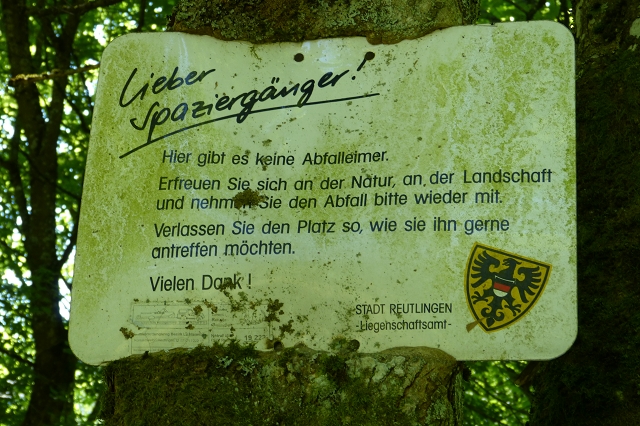 Lieber
Spaziergänger!
Hier gibt es keine Abfalleimer.
Erfreuen Sie sich an der Natur, an der Landschaft
und nehmen Sie den Abfall bitte wieder mit.
Verlassen Sie den Platz so, wie sie ihn gerne
antreffen möchten.
Vielen Dank!
STADT REUTLINGEN
-Liegenschaftsamt-